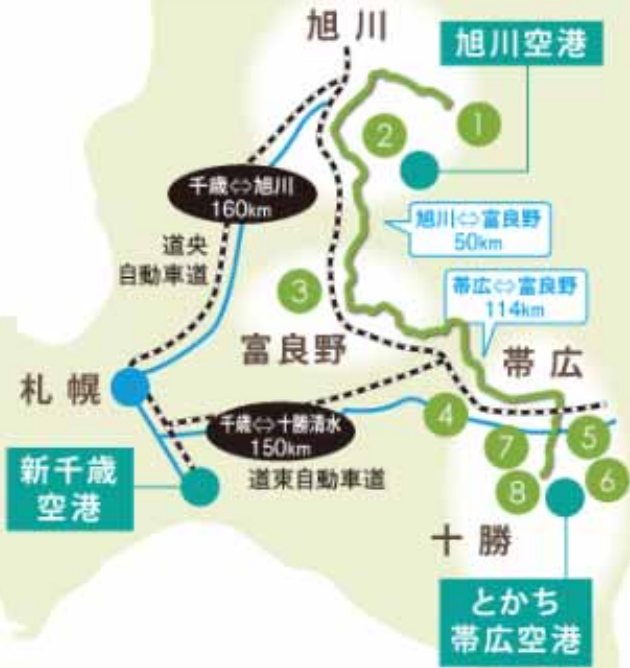 旭川
旭川空港
1
2
千歳⇔旭川
160km
旭川⇔富良野
50km
道央
自動車道
帯広⇔富良野
114km
3
富良野
帯広
札幌
4
千歳⇔十勝清水
150km
5
7
新千歳
空港
道東自動車道
6
8
十勝
とかち
帯広空港